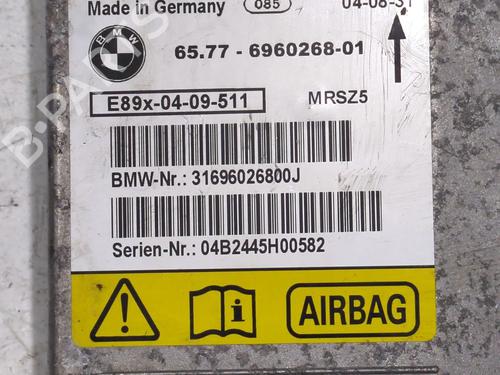 Made in Germany 085 04-08-31
BMW
65.77 - 6960268-01
E89x-04-09-511 MRSZ5
BMW-Nr.: 31696026800J
Serien-Nr.: 04B2445H00582
AIRBAG
B-PARTS